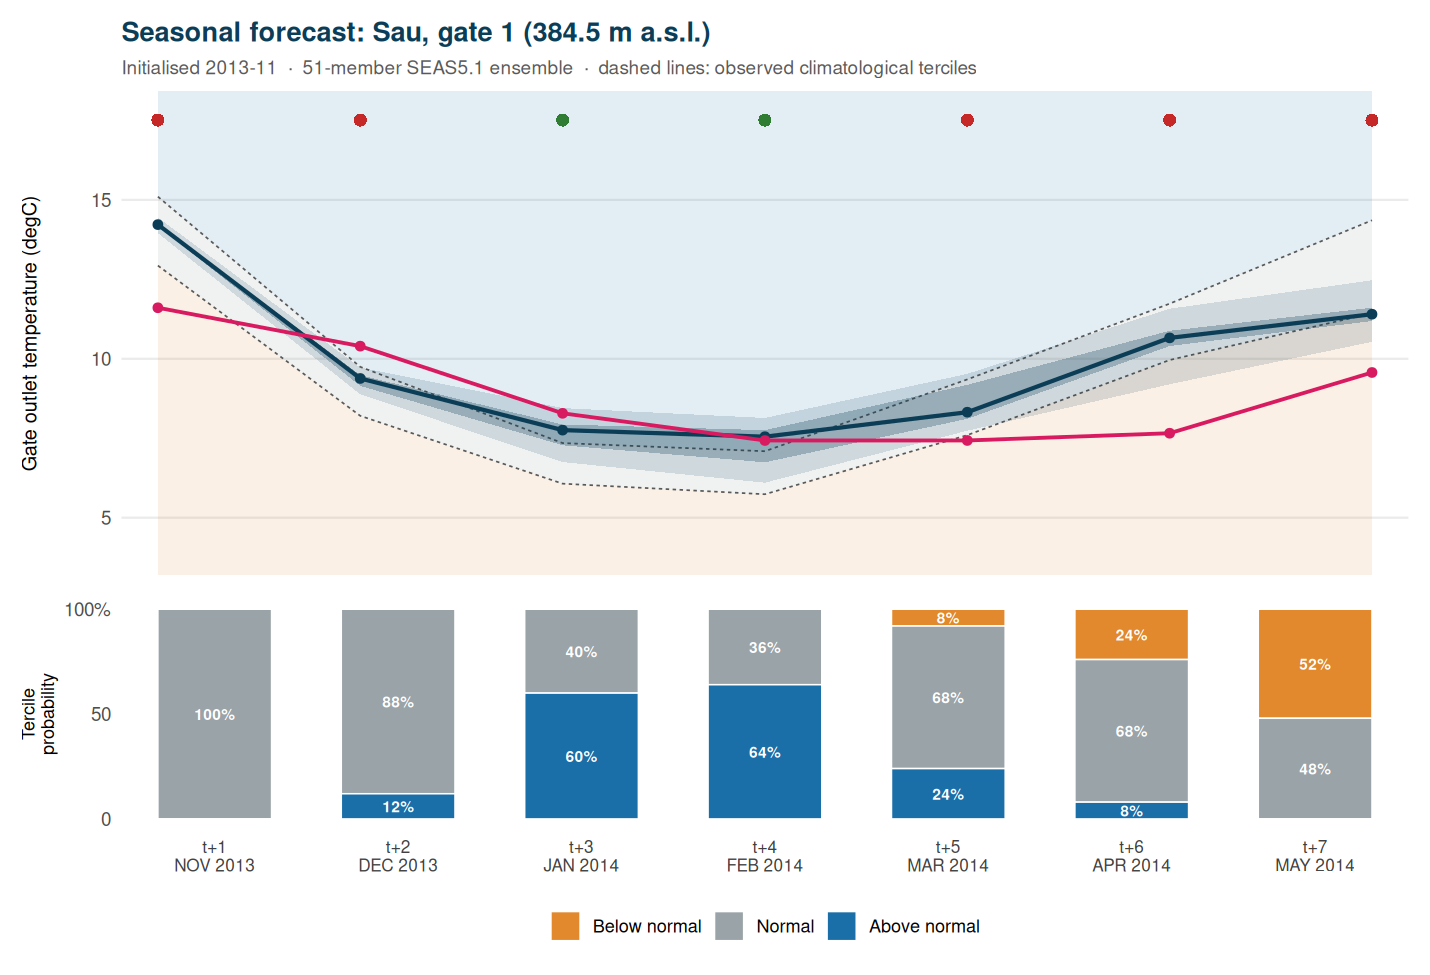 Seasonal forecast: Sau, gate 1 (384.5 m a.s.l.)
Initialised 2013-11 · 51-member SEAS5.1 ensemble · dashed lines: observed climatological terciles
Gate outlet temperature (degC)
15
10
5
Tercile
probability
100%
50
0
100%
88%
12%
40%
60%
36%
64%
8%
68%
24%
24%
68%
8%
52%
48%
t+1
NOV 2013
t+2
DEC 2013
t+3
JAN 2014
t+4
FEB 2014
t+5
MAR 2014
t+6
APR 2014
t+7
MAY 2014
Below normal
Normal
Above normal